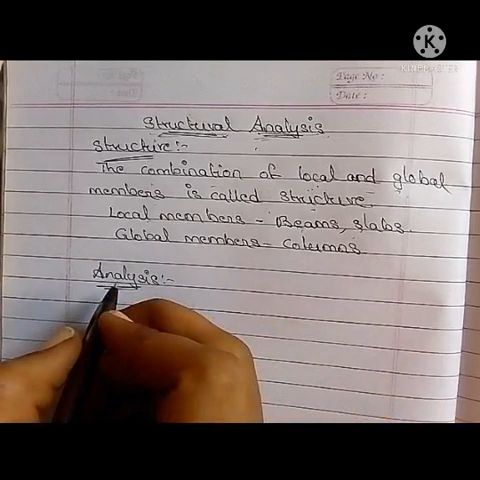 KINEMASTER
Page No:
Date:
Structural Analysis
Structure:-
The combination of local and global
members is called structure.
Local members - Beams, slabs.
Global members - columns
Analysis:-